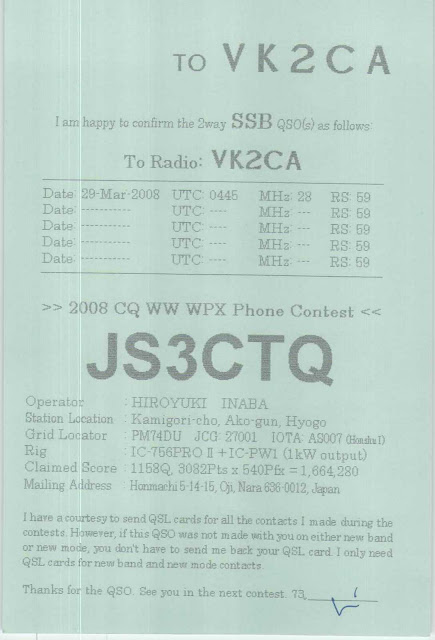 TO VK2CA
I am happy to confirm the 2way SSB QSO(s) as follows:
To Radio: VK2CA
Date: 29-Mar-2008 UTC: 0445 MHz: 28 RS: 59
Date: ----------- UTC: ---- MHz: --- RS: 59
Date: ----------- UTC: ---- MHz: --- RS: 59
Date: ----------- UTC: ---- MHz: --- RS: 59
Date: ----------- UTC: ---- MHz: --- RS: 59
>> 2008 CQ WW WPX Phone Contest <<
JS3CTQ
Operator : HIROYUKI INABA
Station Location : Kamigori-cho, Ako-gun, Hyogo
Grid Locator : PM74DU JCG: 27001 IOTA: AS007 (Honshu I)
Rig : IC-756PRO II + IC-PW1 (1kW output)
Claimed Score : 1158Q, 3082Pts x 540Pfx = 1,664,280
Mailing Address : Honmachi 5-14-15, Oji, Nara 636-0012, Japan
I have a courtesy to send QSL cards for all the contacts I made during the
contests. However, if this QSO was not made with you on either new band
or new mode, you don't have to send me back your QSL card. I only need
QSL cards for new band and new mode contacts.
Thanks for the QSO. See you in the next contest. 73,